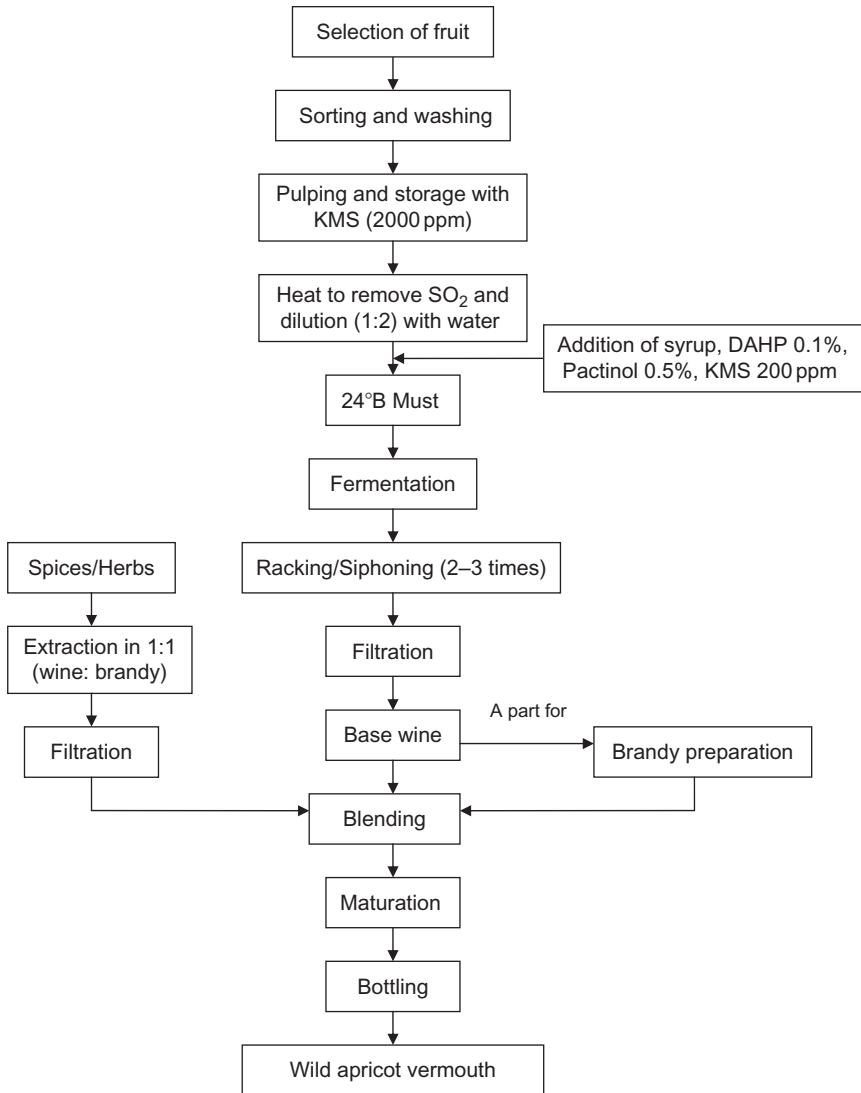 Selection of fruit
Sorting and washing
Pulping and storage with
KMS (2000 ppm)
Heat to remove SO₂ and
dilution (1:2) with water
Addition of syrup, DAHP 0.1%,
Pactinol 0.5%, KMS 200 ppm
24°B Must
Fermentation
Spices/Herbs
Racking/Siphoning (2–3 times)
Extraction in 1:1
(wine: brandy)
Filtration
A part for
Base wine
Filtration
Brandy preparation
Blending
Maturation
Bottling
Wild apricot vermouth